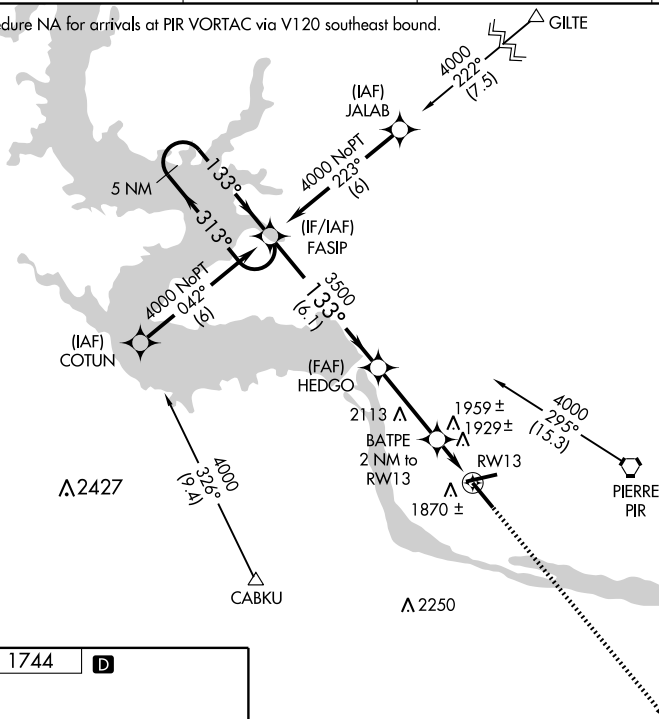 edure NA for arrivals at PIR VORTAC via V120 southeast bound.
GILTE
4000
222°
(7.5)
(IAF)
JALAB
4000 NoPT
223°
(6)
5 NM
133°
313°
(IF/IAF)
FASIP
4000 NoPT
042°
(6)
3500
133°
(6.1)
(IAF)
COTUN
(FAF)
HEDGO
2113
1959 ±
1929 ±
4000
295°
(15.3)
BATPE
2 NM to
RW13
RW13
PIERRE
PIR
1870 ±
4000
326°
(9.4)
2427
CABKU
2250
1744 D